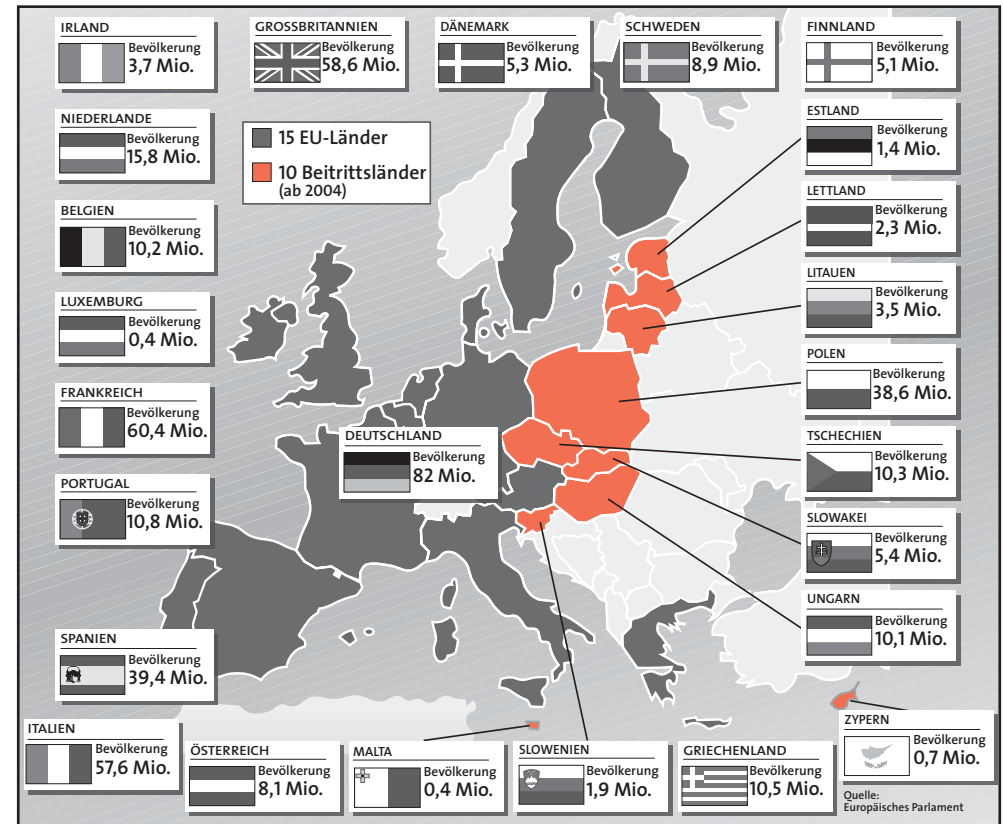 IRLAND
Bevölkerung
3,7 Mio.
GROSSBRITANNIEN
Bevölkerung
58,6 Mio.
DÄNEMARK
Bevölkerung
5,3 Mio.
SCHWEDEN
Bevölkerung
8,9 Mio.
FINNLAND
Bevölkerung
5,1 Mio.
NIEDERLANDE
Bevölkerung
15,8 Mio.
15 EU-Länder
10 Beitrittsländer
(ab 2004)
ESTLAND
Bevölkerung
1,4 Mio.
BELGIEN
Bevölkerung
10,2 Mio.
LETTLAND
Bevölkerung
2,3 Mio.
LUXEMBURG
Bevölkerung
0,4 Mio.
LITAUEN
Bevölkerung
3,5 Mio.
FRANKREICH
Bevölkerung
60,4 Mio.
POLEN
Bevölkerung
38,6 Mio.
DEUTSCHLAND
Bevölkerung
82 Mio.
TSCHECHIEN
Bevölkerung
10,3 Mio.
PORTUGAL
Bevölkerung
10,8 Mio.
SLOWAKEI
Bevölkerung
5,4 Mio.
UNGARN
Bevölkerung
10,1 Mio.
SPANIEN
Bevölkerung
39,4 Mio.
ITALIEN
Bevölkerung
57,6 Mio.
ÖSTERREICH
Bevölkerung
8,1 Mio.
MALTA
Bevölkerung
0,4 Mio.
SLOWENIEN
Bevölkerung
1,9 Mio.
GRIECHENLAND
Bevölkerung
10,5 Mio.
ZYPERN
Bevölkerung
0,7 Mio.
Quelle:
Europäisches Parlament